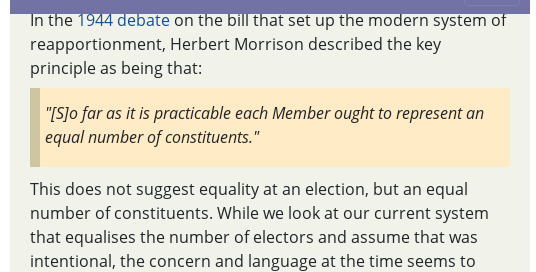 In the 1944 debate on the bill that set up the modern system of
reapportionment, Herbert Morrison described the key
principle as being that:
"[S]o far as it is practicable each Member ought to represent an
equal number of constituents."
This does not suggest equality at an election, but an equal
number of constituents. While we look at our current system
that equalises the number of electors and assume that was
intentional, the concern and language at the time seems to